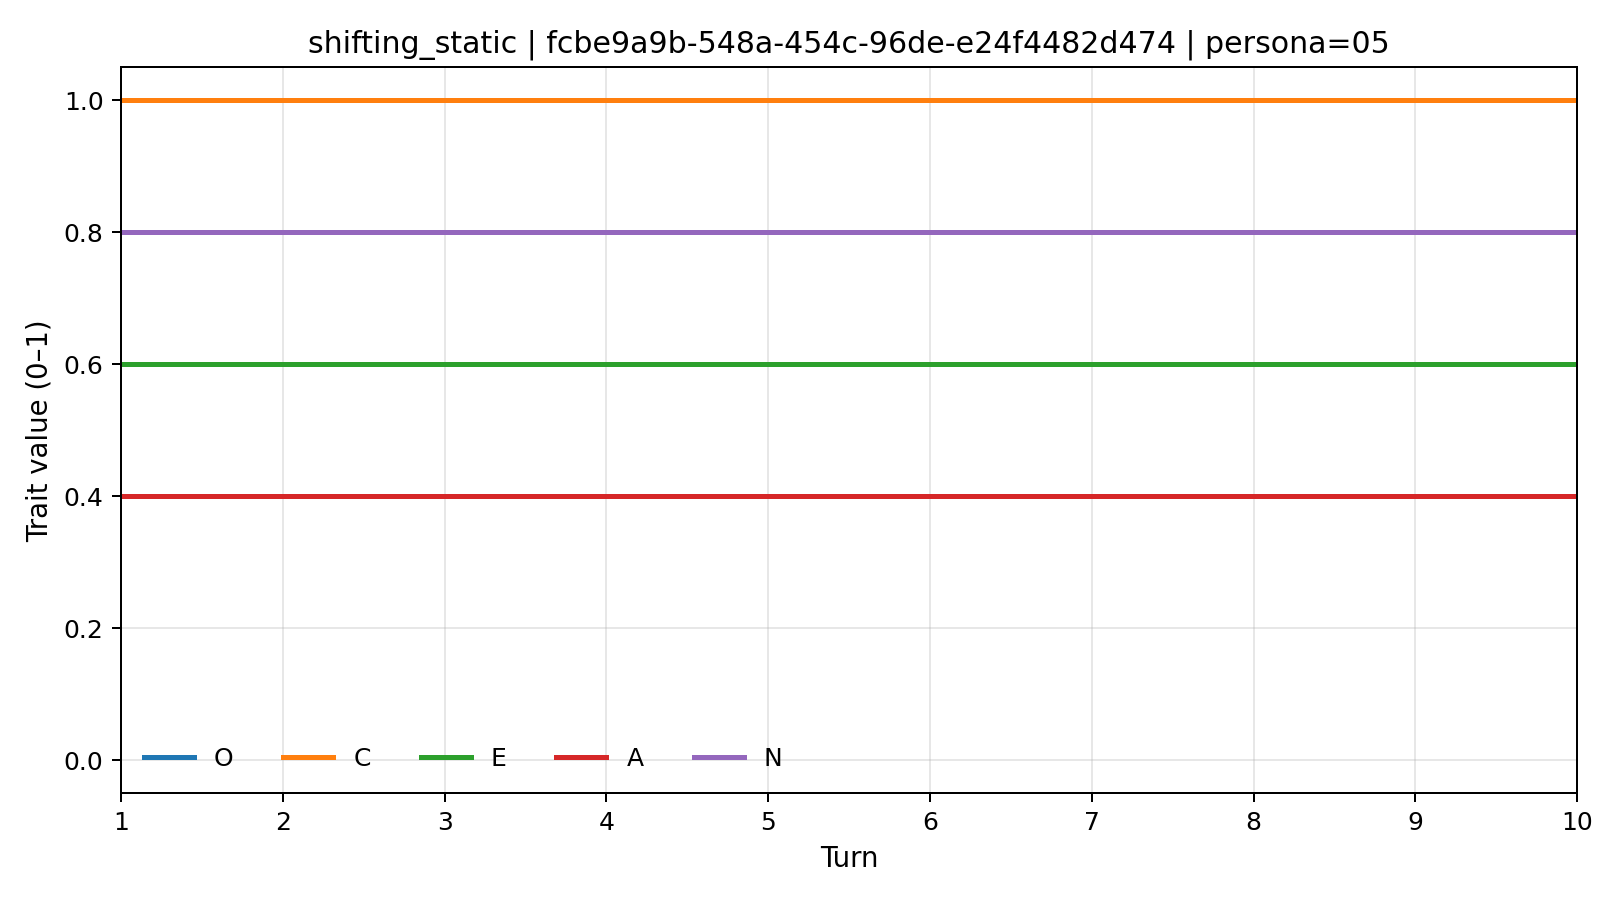 shifting_static | fcbe9a9b-548a-454c-96de-e24f4482d474 | persona=05
Trait value (0–1)
1.0
0.8
0.6
0.4
0.2
0.0
O C E A N
1 2 3 4 5 6 7 8 9 10
Turn